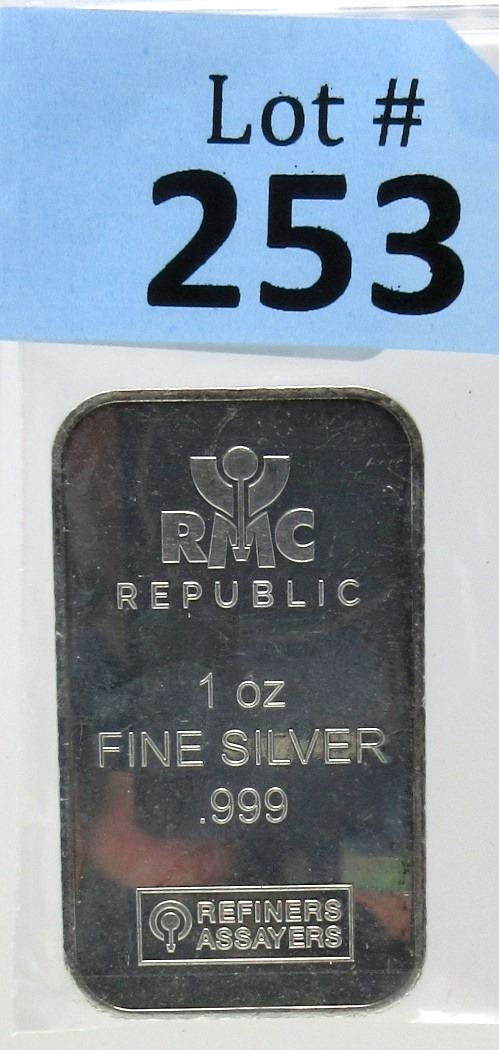 Lot #
253
RMC
REPUBLIC
1 oz
FINE SILVER
.999
REFINERS
ASSAYERS